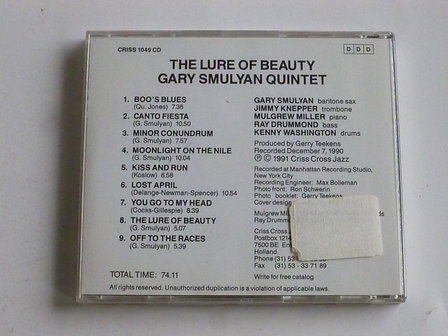 CRISS 1049 CD
D D D
THE LURE OF BEAUTY
GARY SMULYAN QUINTET
1. BOO'S BLUES
(Qu. Jones) 7.36
2. CANTO FIESTA
(G. Smulyan) 10.50
3. MINOR CONUNDRUM
(G. Smulyan) 7.57
4. MOONLIGHT ON THE NILE
(G. Smulyan) 10.04
5. KISS AND RUN
(Koslow) 6.58
6. LOST APRIL
(Delange-Newman-Spencer) 10.54
7. YOU GO TO MY HEAD
(Cocks-Gillespie) 8.39
8. THE LURE OF BEAUTY
(G. Smulyan) 5.07
9. OFF TO THE RACES
(G. Smulyan) 5.39
TOTAL TIME: 74.11
GARY SMULYAN baritone sax
JIMMY KNEPPER trombone
MULGREW MILLER piano
RAY DRUMMOND bass
KENNY WASHINGTON drums
Produced by Gerry Teekens
Recorded December 7, 1990
℗ © 1991 Criss Cross Jazz
Recorded at Manhattan Recording Studio,
New York City
Recording Engineer: Max Bolleman
Photo front: Ron Schwerin
Photo booklet: Gerry Teekens
Cover design
Mulgrew M
Ray Drumm
Criss Cross
Postbox 1214
7500 BE
Holland.
Phone (31) 53
Fax (31) 53 - 33 71 89
Write for free catalog
All rights reserved. Unauthorized duplication is a violation of applicable laws.